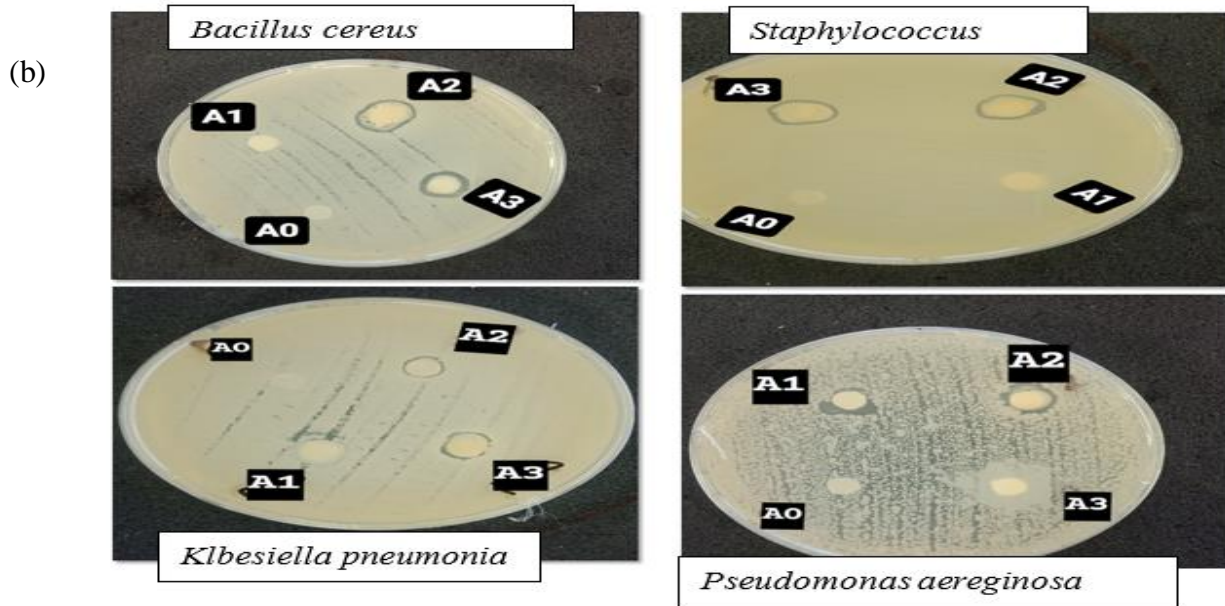 Bacillus cereus
Staphylococcus
(b)
A1
A2
A3
A0
A3
A2
A0
A1
A0
A2
A1
A3
A1
A2
A0
A3
Klbesiella pneumonia
Pseudomonas aereginosa